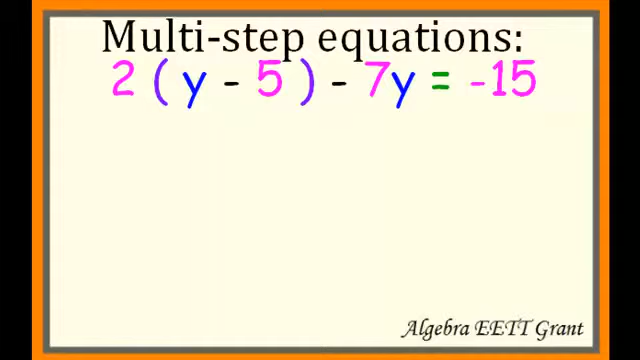 Multi-step equations:
2 ( y - 5 ) - 7y = -15
Algebra EETT Grant